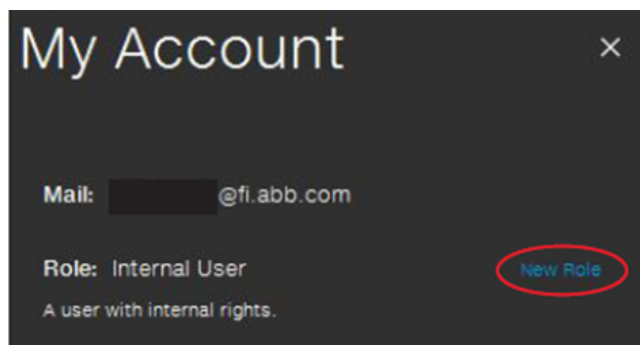 My Account
Mail: @fi.abb.com
Role: Internal User New Role
A user with internal rights.